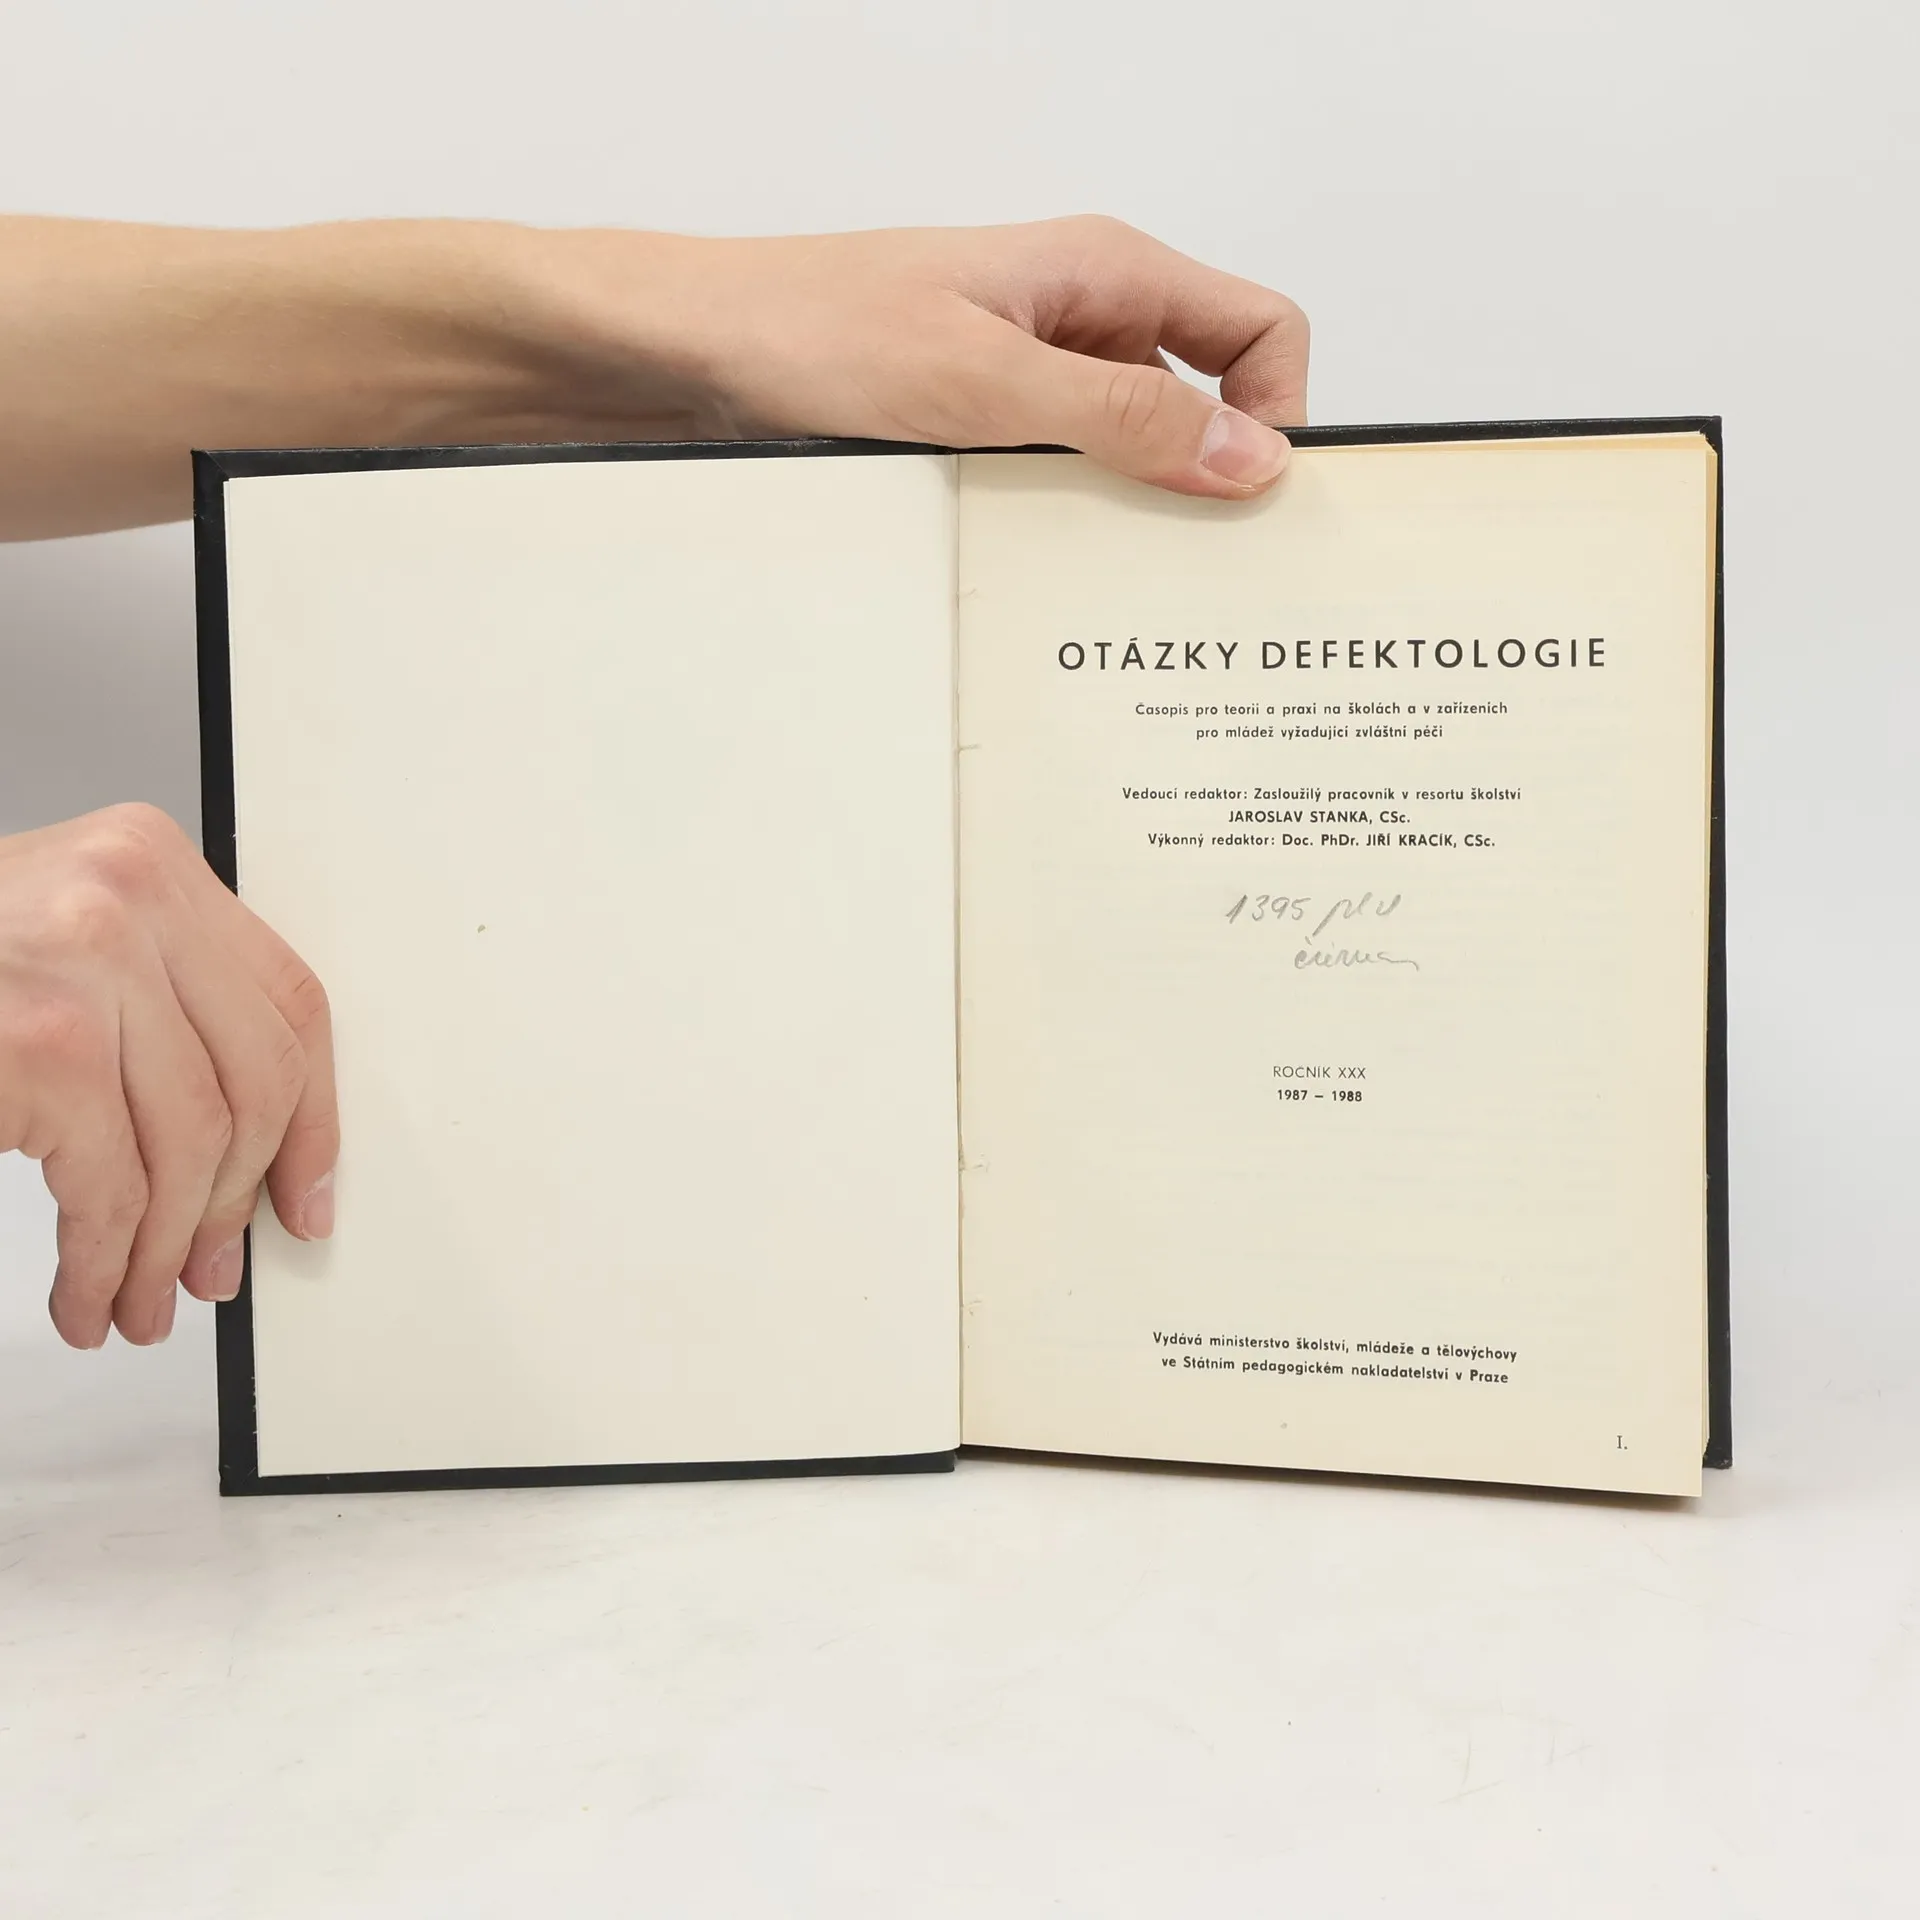 OTÁZKY DEFEKTOLOGIE
Časopis pro teorii a praxi na školách a v zařízeních
pro mládež vyžadující zvláštní péči
Vedoucí redaktor: Zasloužilý pracovník v resortu školství
JAROSLAV STANKA, CSc.
Výkonný redaktor: Doc. PhDr. JIŘÍ KRACÍK, CSc.
1395
ROČNÍK XXX
1987 – 1988
Vydává ministerstvo školství, mládeže a tělovýchovy
ve Státním pedagogickém nakladatelství v Praze
I.